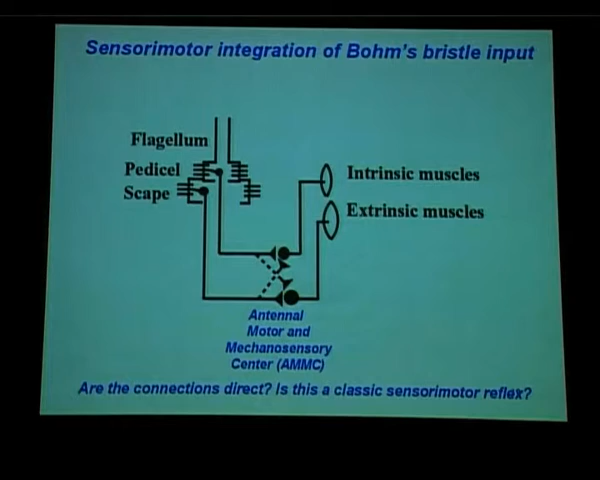 Sensorimotor integration of Bohm's bristle input
Flagellum
Pedicel
Scape
Intrinsic muscles
Extrinsic muscles
Antennal
Motor and
Mechanosensory
Center (AMMC)
Are the connections direct? Is this a classic sensorimotor reflex?